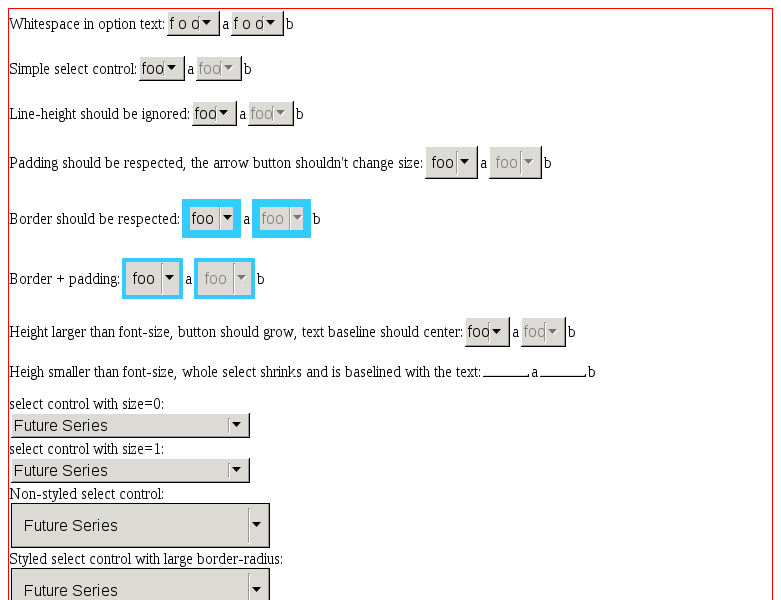 Whitespace in option text: f o o a f o o b
Simple select control: foo a foo b
Line-height should be ignored: foo a foo b
Padding should be respected, the arrow button shouldn't change size: foo a foo b
Border should be respected: foo a foo b
Border + padding: foo a foo b
Height larger than font-size, button should grow, text baseline should center: foo a foo b
Heigh smaller than font-size, whole select shrinks and is baselined with the text: a b
select control with size=0:
Future Series
select control with size=1:
Future Series
Non-styled select control:
Future Series
Styled select control with large border-radius:
Future Series